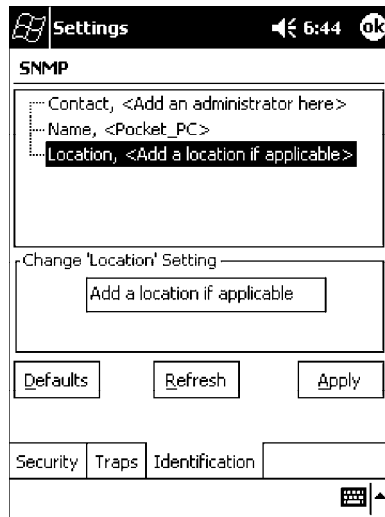 Settings 6:44 ok
SNMP
Contact, <Add an administrator here>
Name, <Pocket_PC>
Location, <Add a location if applicable>
Change 'Location' Setting
Add a location if applicable
Defaults Refresh Apply
Security Traps Identification